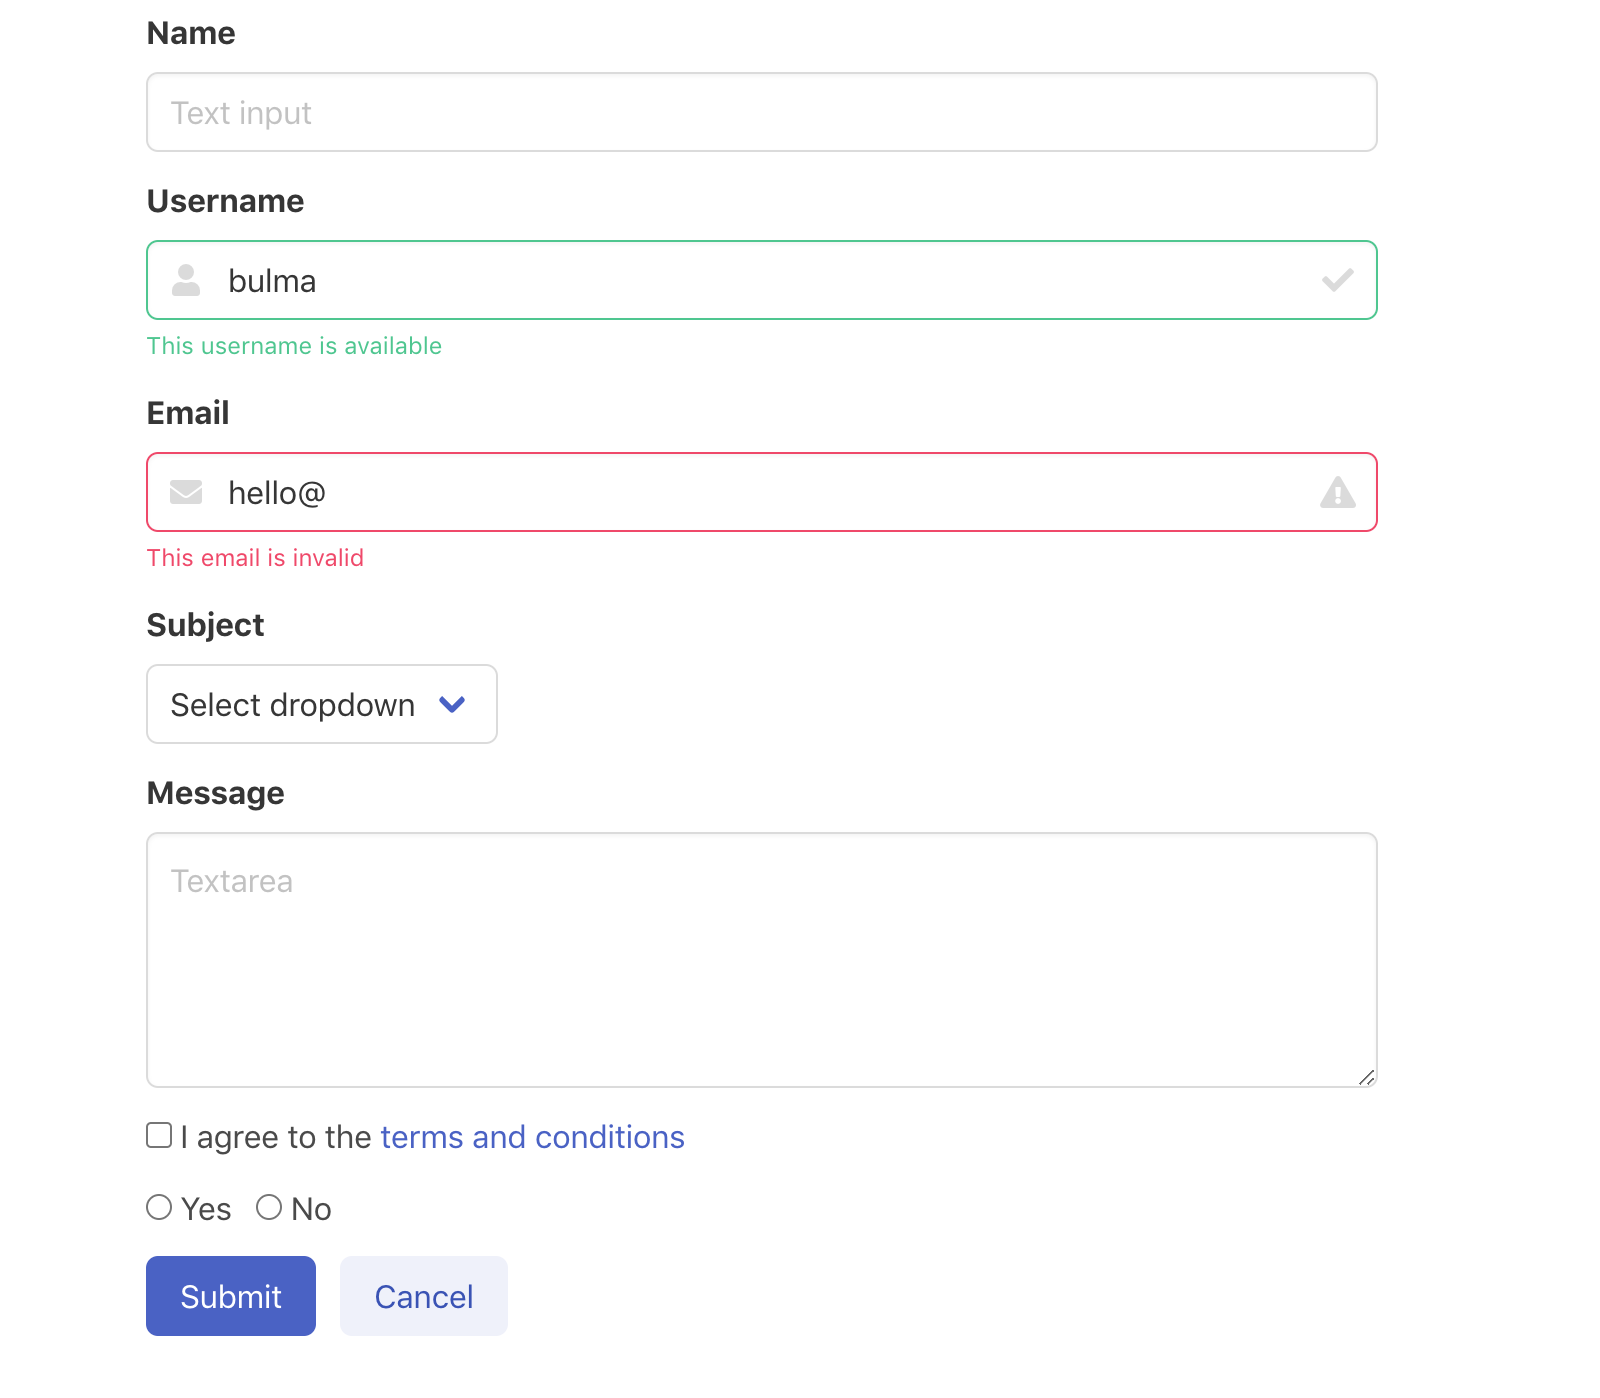 Name
Text input
Username
bulma
This username is available
Email
hello@
This email is invalid
Subject
Select dropdown
Message
Textarea
I agree to the terms and conditions
Yes No
Submit Cancel